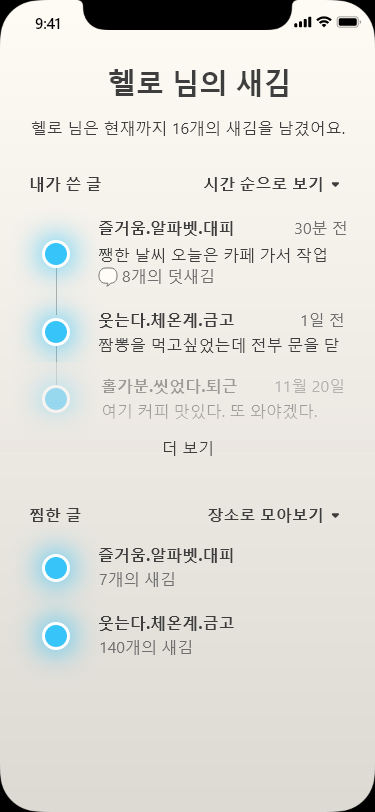 9:41
헬로 님의 새김
헬로 님은 현재까지 16개의 새김을 남겼어요.
내가 쓴 글 시간 순으로 보기
즐거움.알파벳.대피 30분 전
쨍한 날씨 오늘은 카페 가서 작업
8개의 덧새김
웃는다.체온계.금고 1일 전
짬뽕을 먹고싶었는데 전부 문을 닫
홀가분.씻었다.퇴근 11월 20일
여기 커피 맛있다. 또 와야겠다.
더 보기
찜한 글 장소로 모아보기
즐거움.알파벳.대피
7개의 새김
웃는다.체온계.금고
140개의 새김